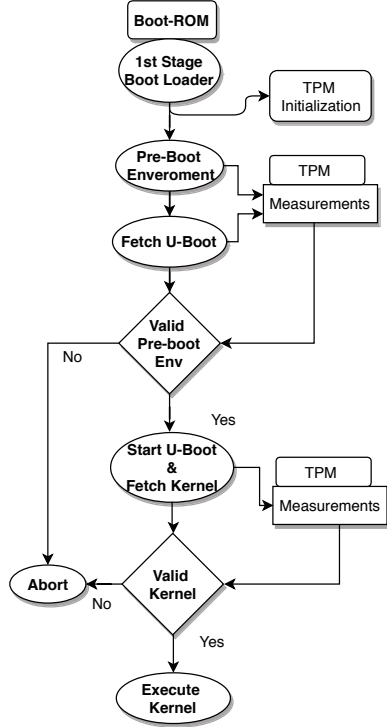 Boot-ROM
1st Stage
Boot Loader
TPM
Initialization
Pre-Boot
Enveroment
TPM
Measurements
Fetch U-Boot
Valid
Pre-boot
Env
No
Yes
Start U-Boot
&
Fetch Kernel
TPM
Measurements
Valid
Kernel
Abort
No
Yes
Execute
Kernel